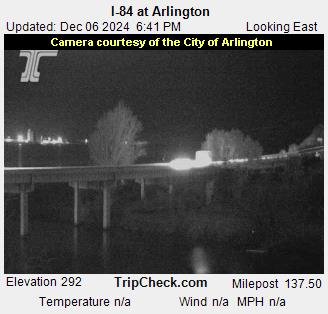 I-84 at Arlington
Updated: Dec 06 2024 6:41 PM Looking East
Camera courtesy of the City of Arlington
Elevation 292 TripCheck.com Milepost 137.50
Temperature n/a Wind n/a MPH n/a